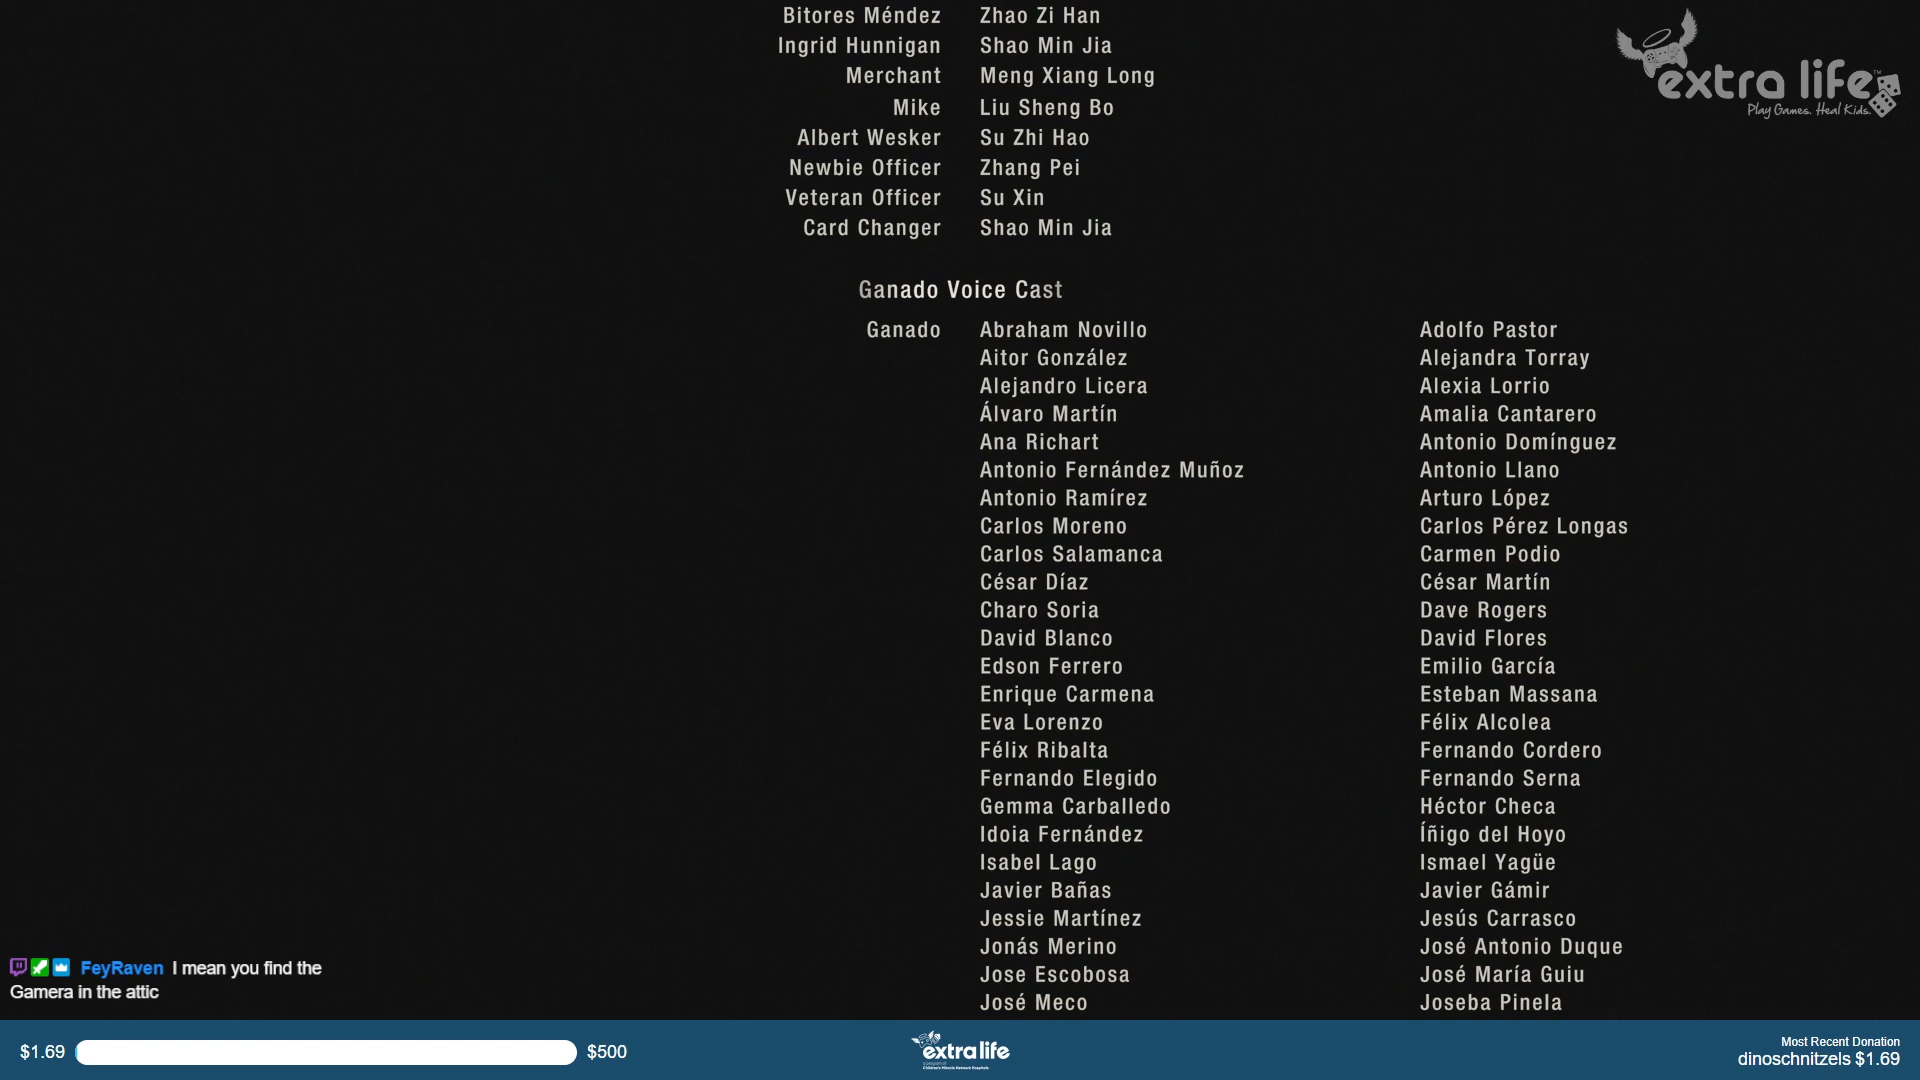 Bitores Méndez Zhao Zi Han
Ingrid Hunnigan Shao Min Jia
Merchant Meng Xiang Long
Mike Liu Sheng Bo
Albert Wesker Su Zhi Hao
Newbie Officer Zhang Pei
Veteran Officer Su Xin
Card Changer Shao Min Jia
extra life™
Play Games. Heal Kids.
Ganado Voice Cast
Ganado Abraham Novillo Adolfo Pastor
Aitor González Alejandra Torray
Alejandro Licera Alexia Lorrio
Álvaro Martín Amalia Cantarero
Ana Richart Antonio Domínguez
Antonio Fernández Muñoz Antonio Llano
Antonio Ramírez Arturo López
Carlos Moreno Carlos Pérez Longas
Carlos Salamanca Carmen Podio
César Díaz César Martín
Charo Soria Dave Rogers
David Blanco David Flores
Edson Ferrero Emilio García
Enrique Carmena Esteban Massana
Eva Lorenzo Félix Alcolea
Félix Ribalta Fernando Cordero
Fernando Elegido Fernando Serna
Gemma Carballedo Héctor Checa
Idoia Fernández Íñigo del Hoyo
Isabel Lago Ismael Yagüe
Javier Bañas Javier Gámir
Jessie Martínez Jesús Carrasco
Jonás Merino José Antonio Duque
Jose Escobosa José María Guiu
José Meco Joseba Pinela
FeyRaven I mean you find the
Gamera in the attic
$1.69 $500
extra life
a program of
Children's Miracle Network Hospitals
Most Recent Donation
dinoschnitzels $1.69